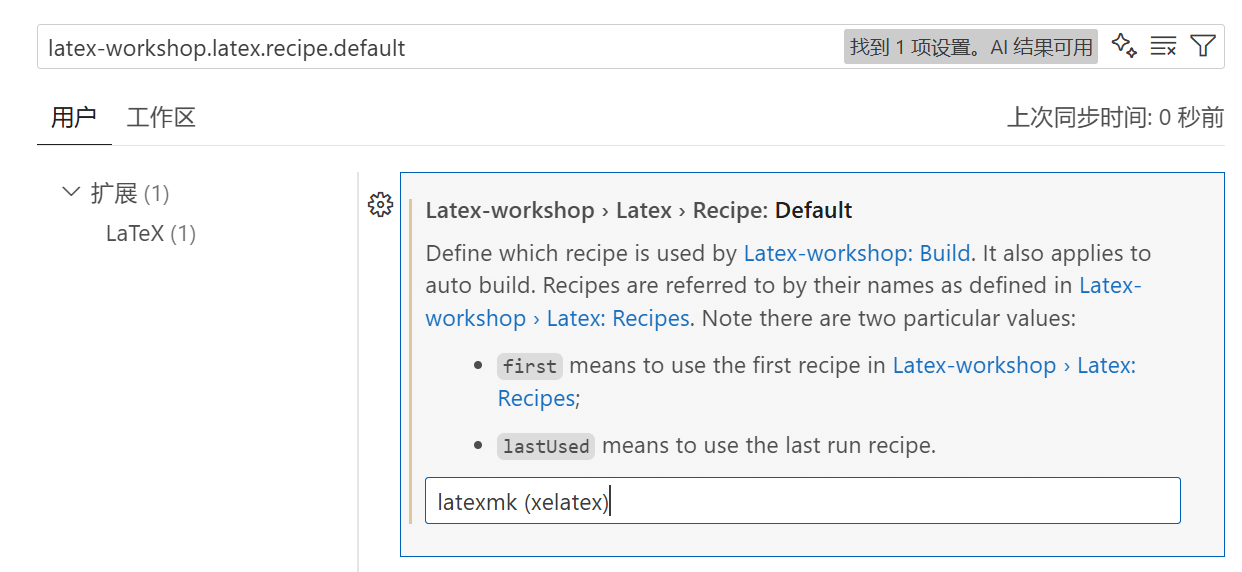 latex-workshop.latex.recipe.default
找到 1 项设置。AI 结果可用
用户
工作区
上次同步时间: 0 秒前
扩展 (1)
LaTeX (1)
Latex-workshop › Latex › Recipe: Default
Define which recipe is used by Latex-workshop: Build. It also applies to
auto build. Recipes are referred to by their names as defined in Latex-
workshop › Latex: Recipes. Note there are two particular values:
• first means to use the first recipe in Latex-workshop › Latex:
Recipes;
• lastUsed means to use the last run recipe.
latexmk (xelatex)